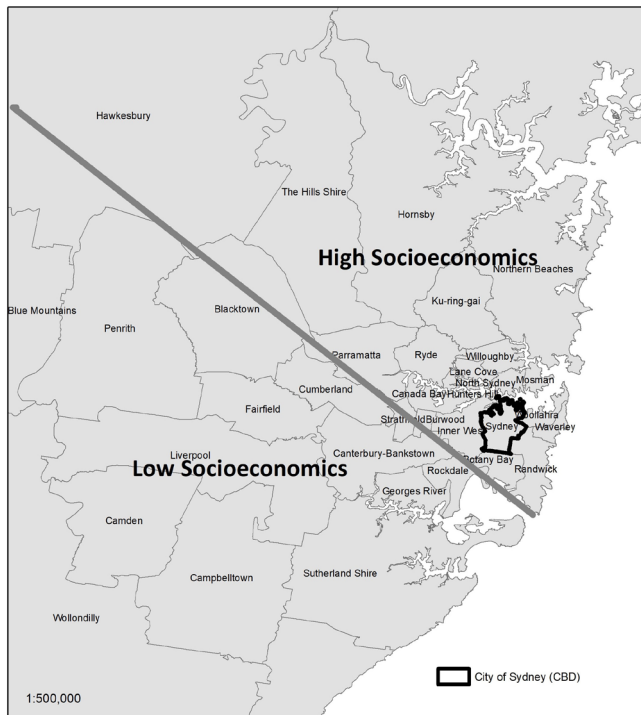 Hawkesbury
The Hills Shire
Hornsby
High Socioeconomics
Northern Beaches
Ku-ring-gai
Blue Mountains
Blacktown
Penrith
Parramatta
Ryde
Willoughby
Lane Cove
North Sydney
Mosman
Cumberland
Canada Bay
Hunters Hill
Fairfield
Woollahra
Strathfield
Burwood
Sydney
Waverley
Inner West
Liverpool
Canterbury-Bankstown
Botany Bay
Low Socioeconomics
Rockdale
Randwick
Georges River
Camden
Campbelltown
Sutherland Shire
Wollondilly
City of Sydney (CBD)
1:500,000